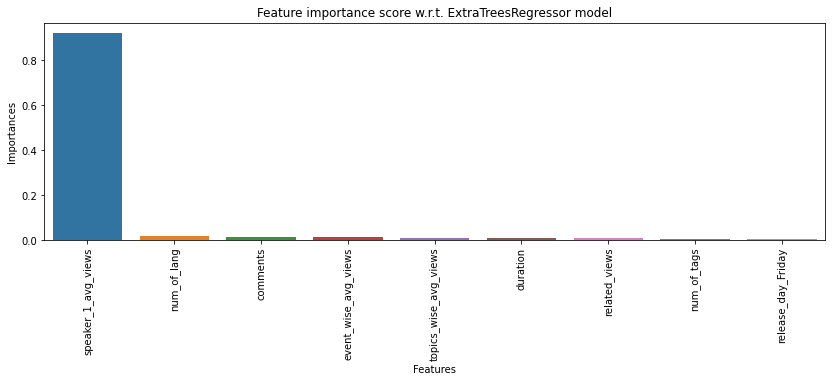 Feature importance score w.r.t. ExtraTreesRegressor model
Importances
0.8
0.6
0.4
0.2
0.0
speaker_1_avg_views
num_of_lang
comments
event_wise_avg_views
topics_wise_avg_views
duration
related_views
num_of_tags
release_day_Friday
Features